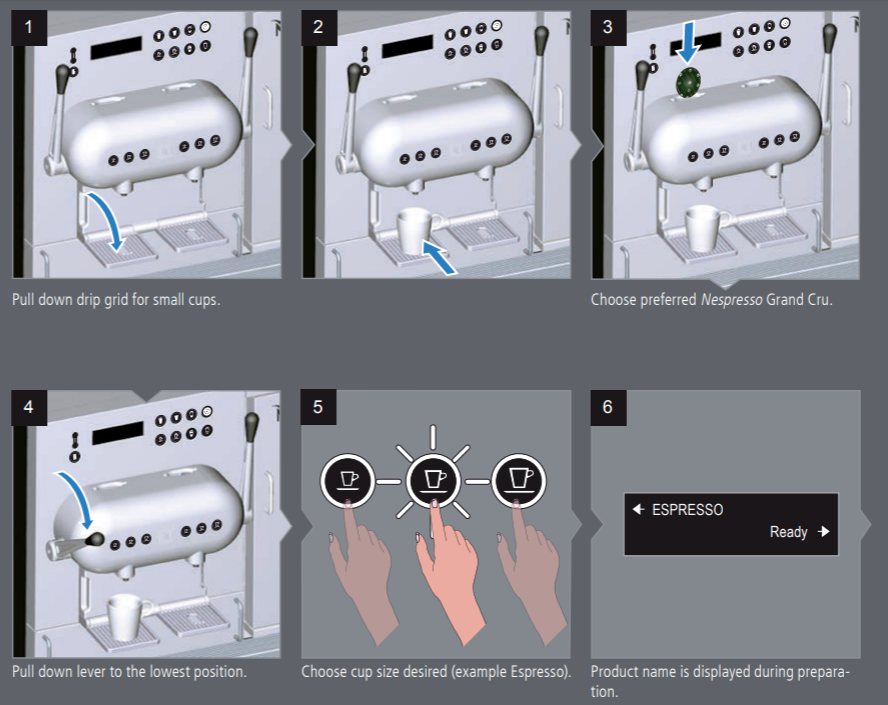 1
2
3
Pull down drip grid for small cups.
Choose preferred Nespresso Grand Cru.
4
5
6
← ESPRESSO
Ready →
Pull down lever to the lowest position.
Choose cup size desired (example Espresso).
Product name is displayed during prepara-
tion.